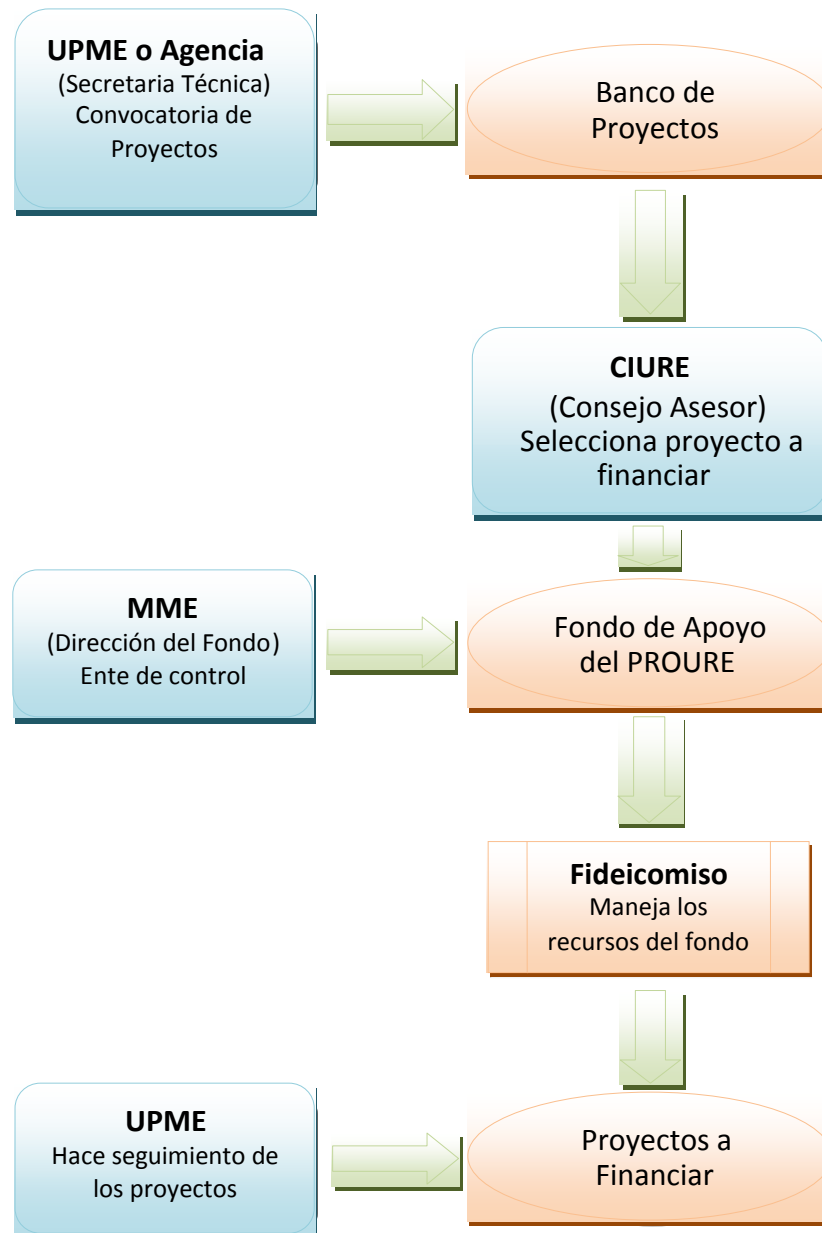 UPME o Agencia
(Secretaria Técnica)
Convocatoria de
Proyectos
Banco de
Proyectos
CIURE
(Consejo Asesor)
Selecciona proyecto a
financiar
MME
(Dirección del Fondo)
Ente de control
Fondo de Apoyo
del PROURE
Fideicomiso
Maneja los
recursos del fondo
UPME
Hace seguimiento de
los proyectos
Proyectos a
Financiar